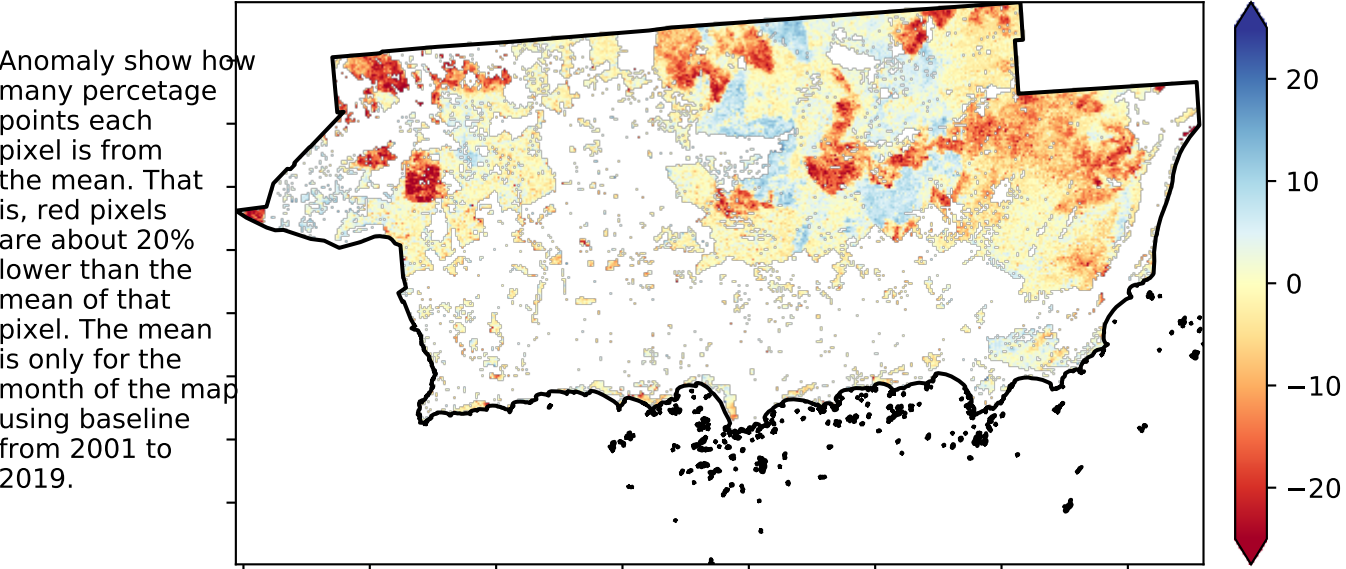 Anomaly show how
many percetage
points each
pixel is from
the mean. That
is, red pixels
are about 20%
lower than the
mean of that
pixel. The mean
is only for the
month of the map
using baseline
from 2001 to
2019.
20
10
0
−10
−20